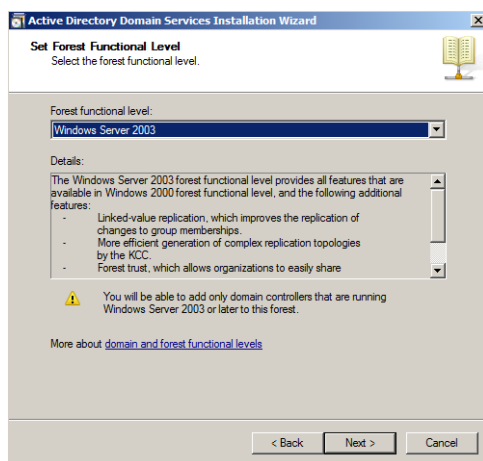 Active Directory Domain Services Installation Wizard
Set Forest Functional Level
Select the forest functional level.
Forest functional level:
Windows Server 2003
Details:
The Windows Server 2003 forest functional level provides all features that are
available in Windows 2000 forest functional level, and the following additional
features:
- Linked-value replication, which improves the replication of
changes to group memberships.
- More efficient generation of complex replication topologies
by the KCC.
- Forest trust, which allows organizations to easily share
You will be able to add only domain controllers that are running
Windows Server 2003 or later to this forest.
More about domain and forest functional levels
< Back Next > Cancel